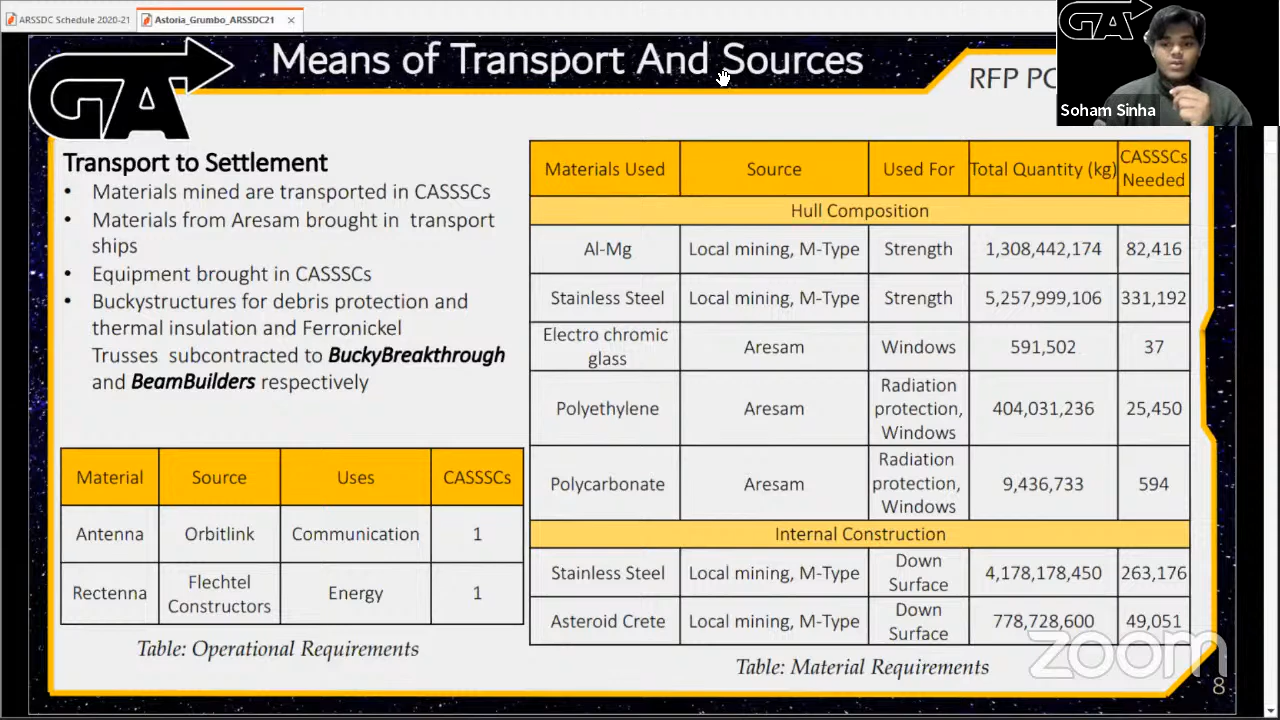 ARSSDC Schedule 2020-21
Astoria_Grumbo_ARSSDC21
GA
Means of Transport And Sources
RFP PO
Soham Sinha
Transport to Settlement
• Materials mined are transported in CASSSCs
• Materials from Aresam brought in transport
ships
• Equipment brought in CASSSCs
• Buckystructures for debris protection and
thermal insulation and Ferronickel
Trusses subcontracted to BuckyBreakthrough
and BeamBuilders respectively
Material Source Uses CASSSCs
Antenna Orbitlink Communication 1
Rectenna Flechtel Constructors Energy 1
Table: Operational Requirements
Materials Used Source Used For Total Quantity (kg) CASSSCs Needed
Hull Composition
Al-Mg Local mining, M-Type Strength 1,308,442,174 82,416
Stainless Steel Local mining, M-Type Strength 5,257,999,106 331,192
Electro chromic glass Aresam Windows 591,502 37
Polyethylene Aresam Radiation protection, Windows 404,031,236 25,450
Polycarbonate Aresam Radiation protection, Windows 9,436,733 594
Internal Construction
Stainless Steel Local mining, M-Type Down Surface 4,178,178,450 263,176
Asteroid Crete Local mining, M-Type Down Surface 778,728,600 49,051
Table: Material Requirements
zoom
8